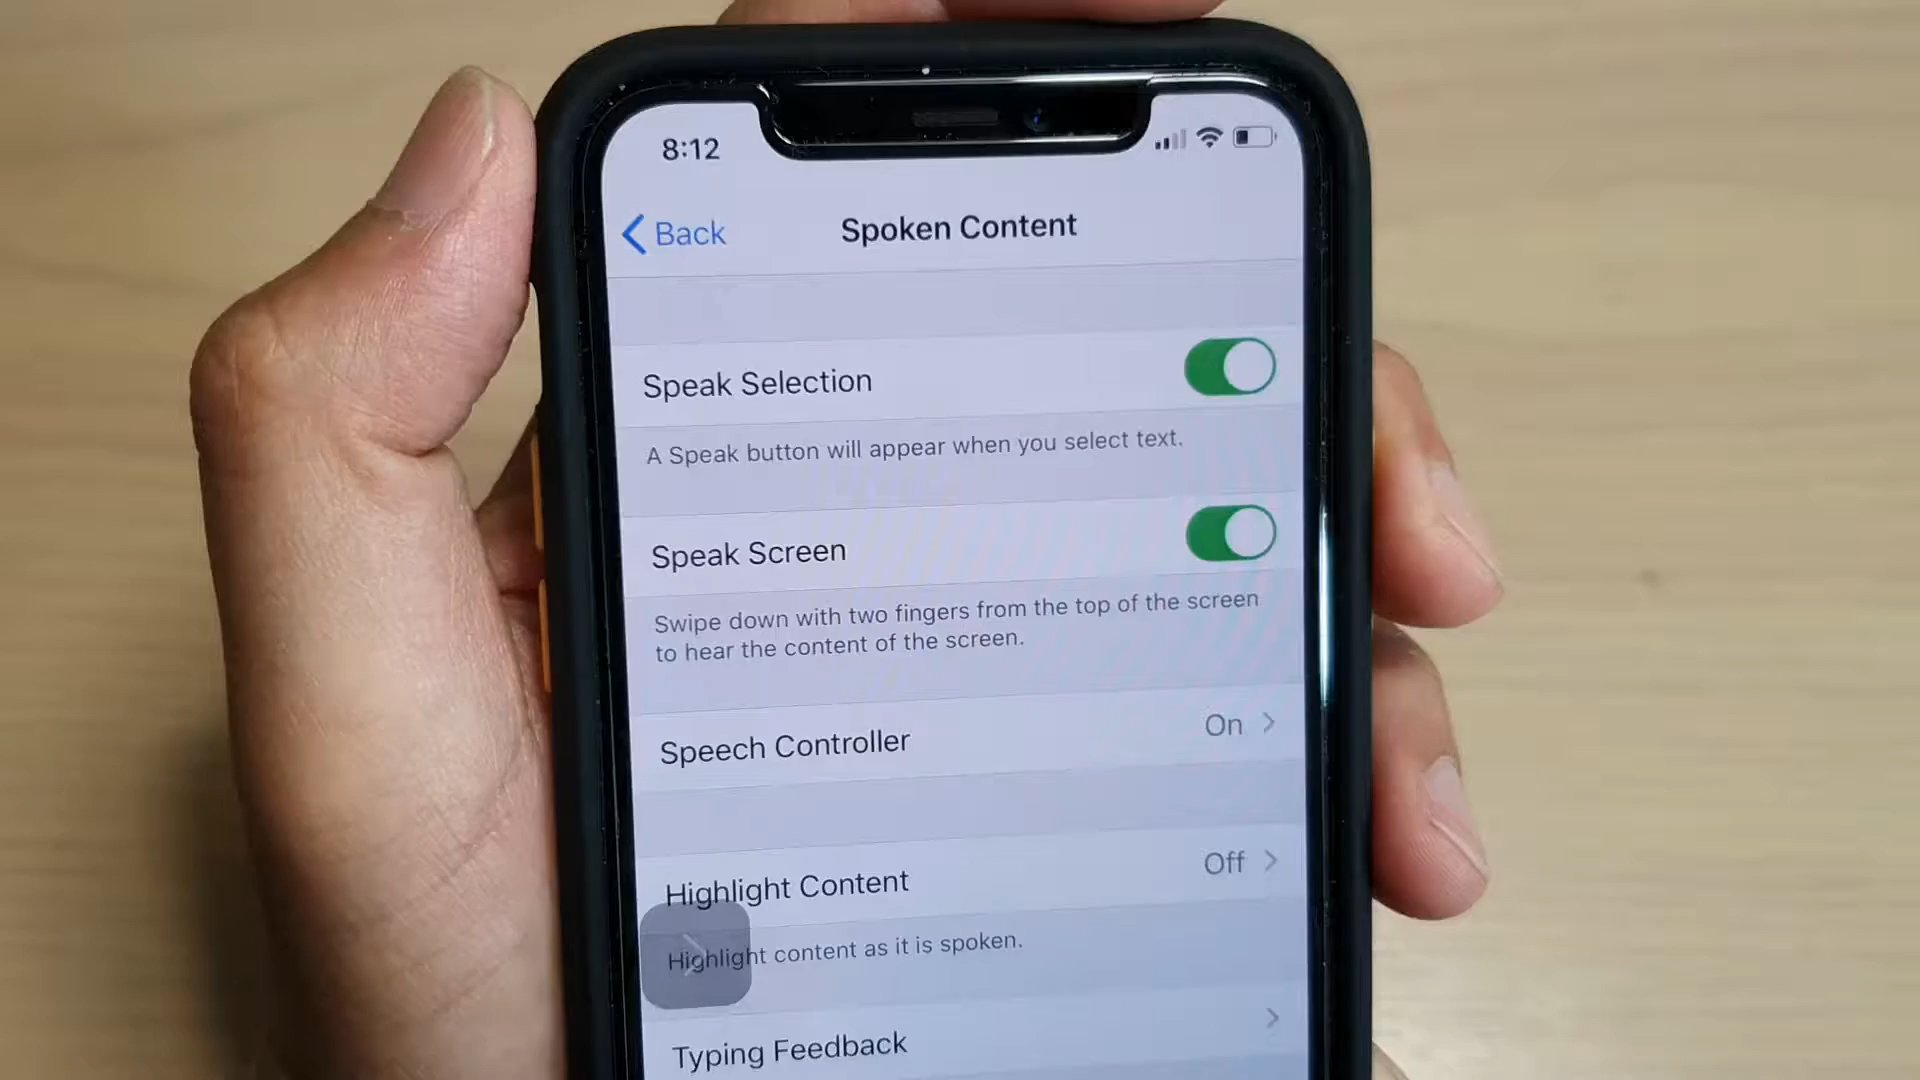 8:12
Back
Spoken Content
Speak Selection
A Speak button will appear when you select text.
Speak Screen
Swipe down with two fingers from the top of the screen
to hear the content of the screen.
Speech Controller
On
Highlight Content
Off
Highlight content as it is spoken.
Typing Feedback